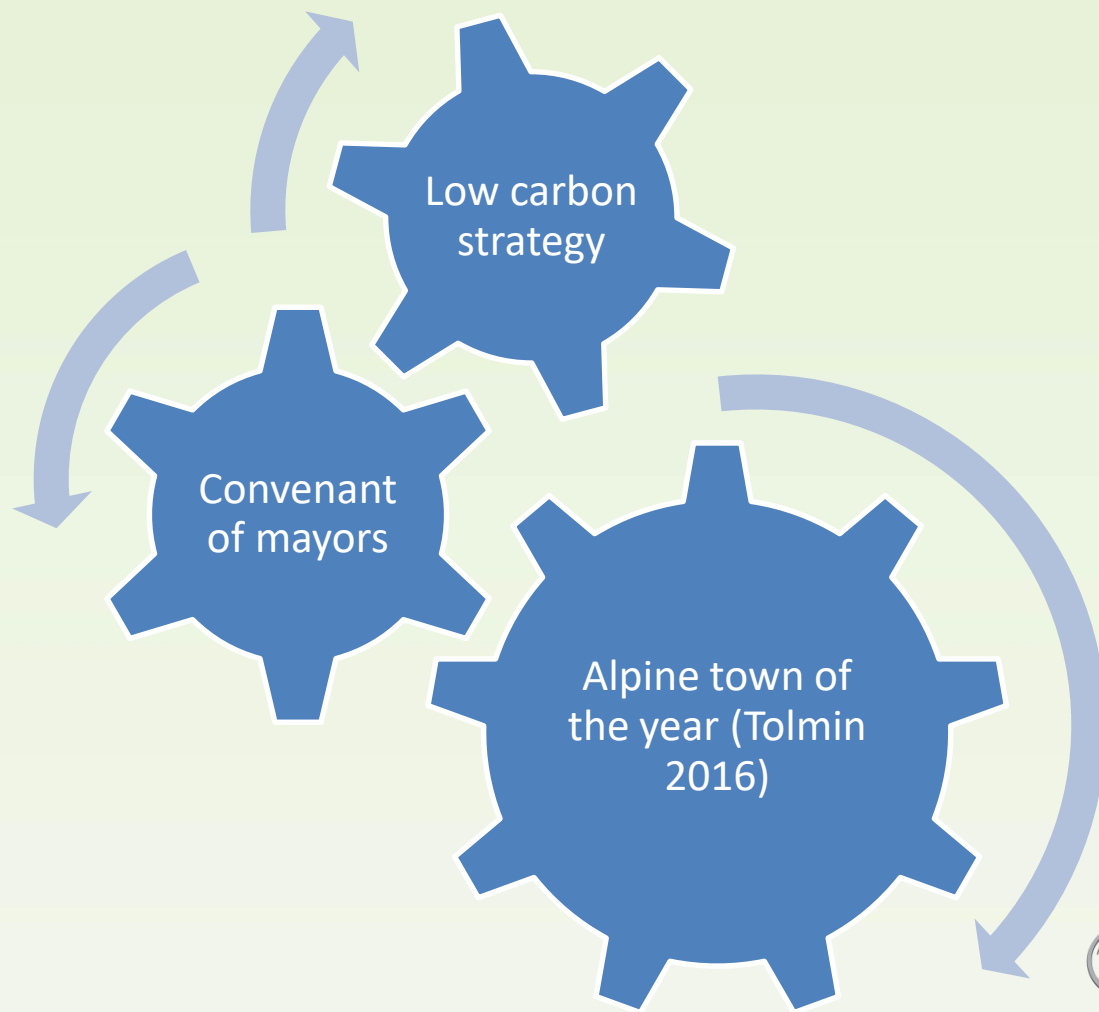 Low carbon
strategy
Convenant
of mayors
Alpine town of
the year (Tolmin
2016)